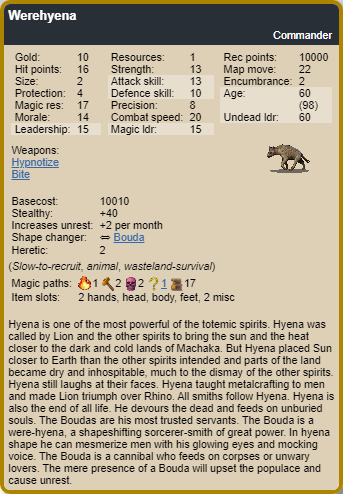 Werehyena
Commander
Gold: 10 Resources: 1 Rec points: 10000
Hit points: 16 Strength: 13 Map move: 22
Size: 2 Attack skill: 13 Encumbrance: 2
Protection: 4 Defence skill: 10 Age: 60
Magic res: 17 Precision: 8 (98)
Morale: 14 Combat speed: 20 Undead ldr: 60
Leadership: 15 Magic ldr: 15
Weapons:
Hypnotize
Bite
Basecost: 10010
Stealthy: +40
Increases unrest: +2 per month
Shape changer: ⇔ Bouda
Heretic: 2
(Slow-to-recruit, animal, wasteland-survival)
Magic paths: 1 2 2 ? 1 17
Item slots: 2 hands, head, body, feet, 2 misc
Hyena is one of the most powerful of the totemic spirits. Hyena was
called by Lion and the other spirits to bring the sun and the heat
closer to the dark and cold lands of Machaka. But Hyena placed Sun
closer to Earth than the other spirits intended and parts of the land
became dry and inhospitable, much to the dismay of the other spirits.
Hyena still laughs at their faces. Hyena taught metalcrafting to men
and made Lion triumph over Rhino. All smiths follow Hyena. Hyena is
also the end of all life. He devours the dead and feeds on unburied
souls. The Boudas are his most trusted servants. The Bouda is a
were-hyena, a shapeshifting sorcerer-smith of great power. In hyena
shape he can mesmerize men with his glowing eyes and mocking
voice. The Bouda is a cannibal who feeds on corpses or unwary
lovers. The mere presence of a Bouda will upset the populace and
cause unrest.